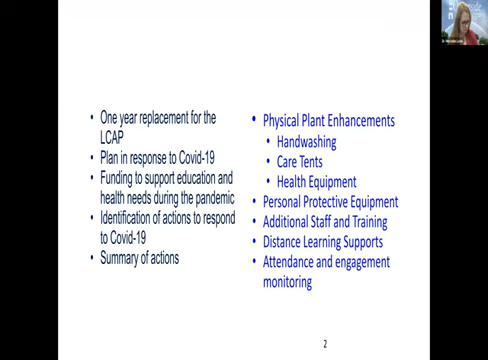 • One year replacement for the
LCAP
• Plan in response to Covid-19
• Funding to support education and
health needs during the pandemic
• Identification of actions to respond
to Covid-19
• Summary of actions
• Physical Plant Enhancements
• Handwashing
• Care Tents
• Health Equipment
• Personal Protective Equipment
• Additional Staff and Training
• Distance Learning Supports
• Attendance and engagement
monitoring
2